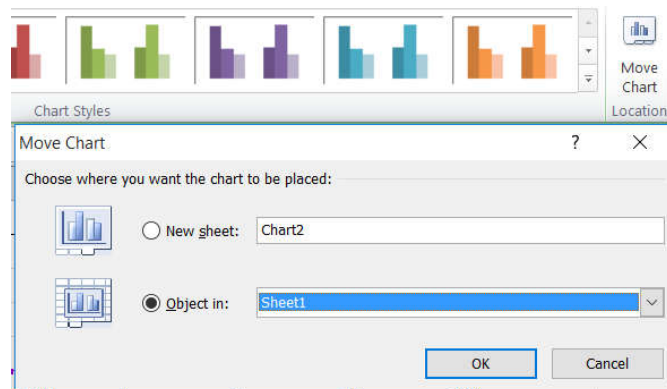 Move
Chart
Chart Styles
Location
Move Chart ? ×
Choose where you want the chart to be placed:
New sheet: Chart2
Object in: Sheet1
OK Cancel